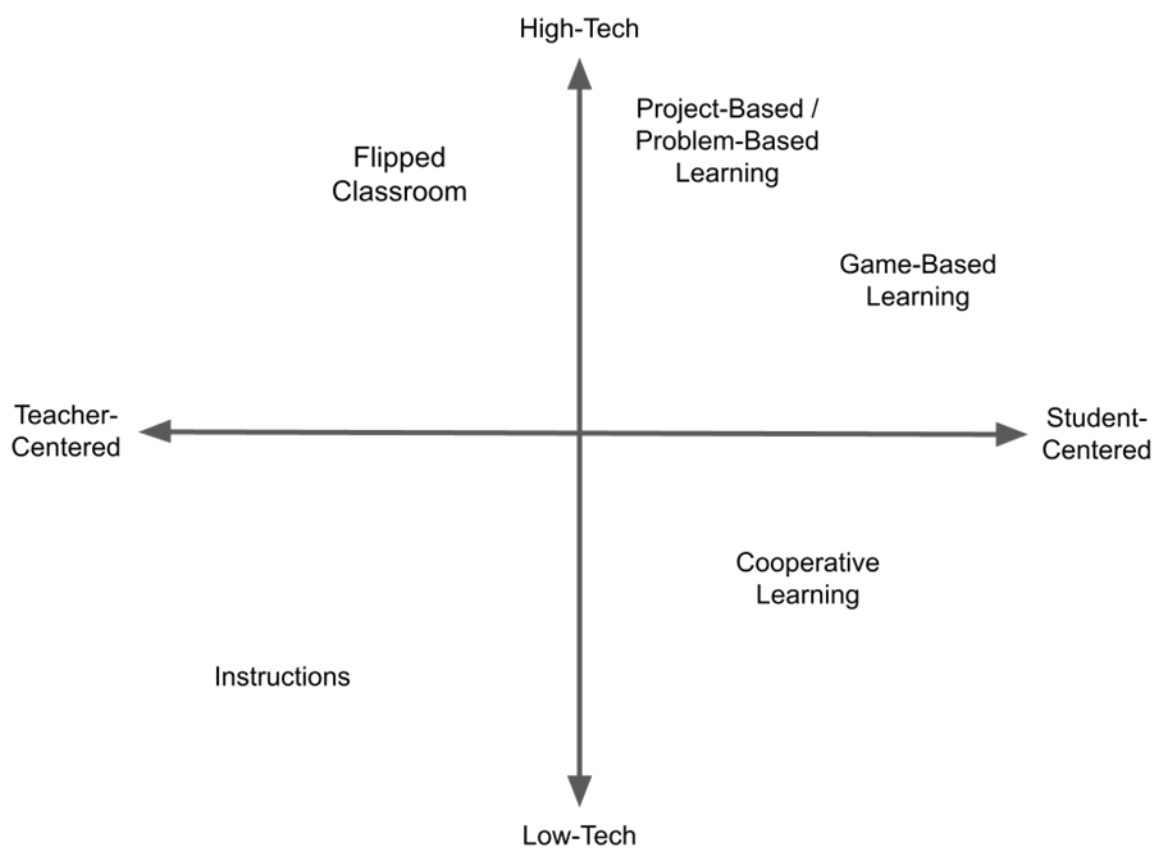 High-Tech
Project-Based /
Problem-Based
Learning
Flipped
Classroom
Game-Based
Learning
Teacher-
Centered
Student-
Centered
Cooperative
Learning
Instructions
Low-Tech